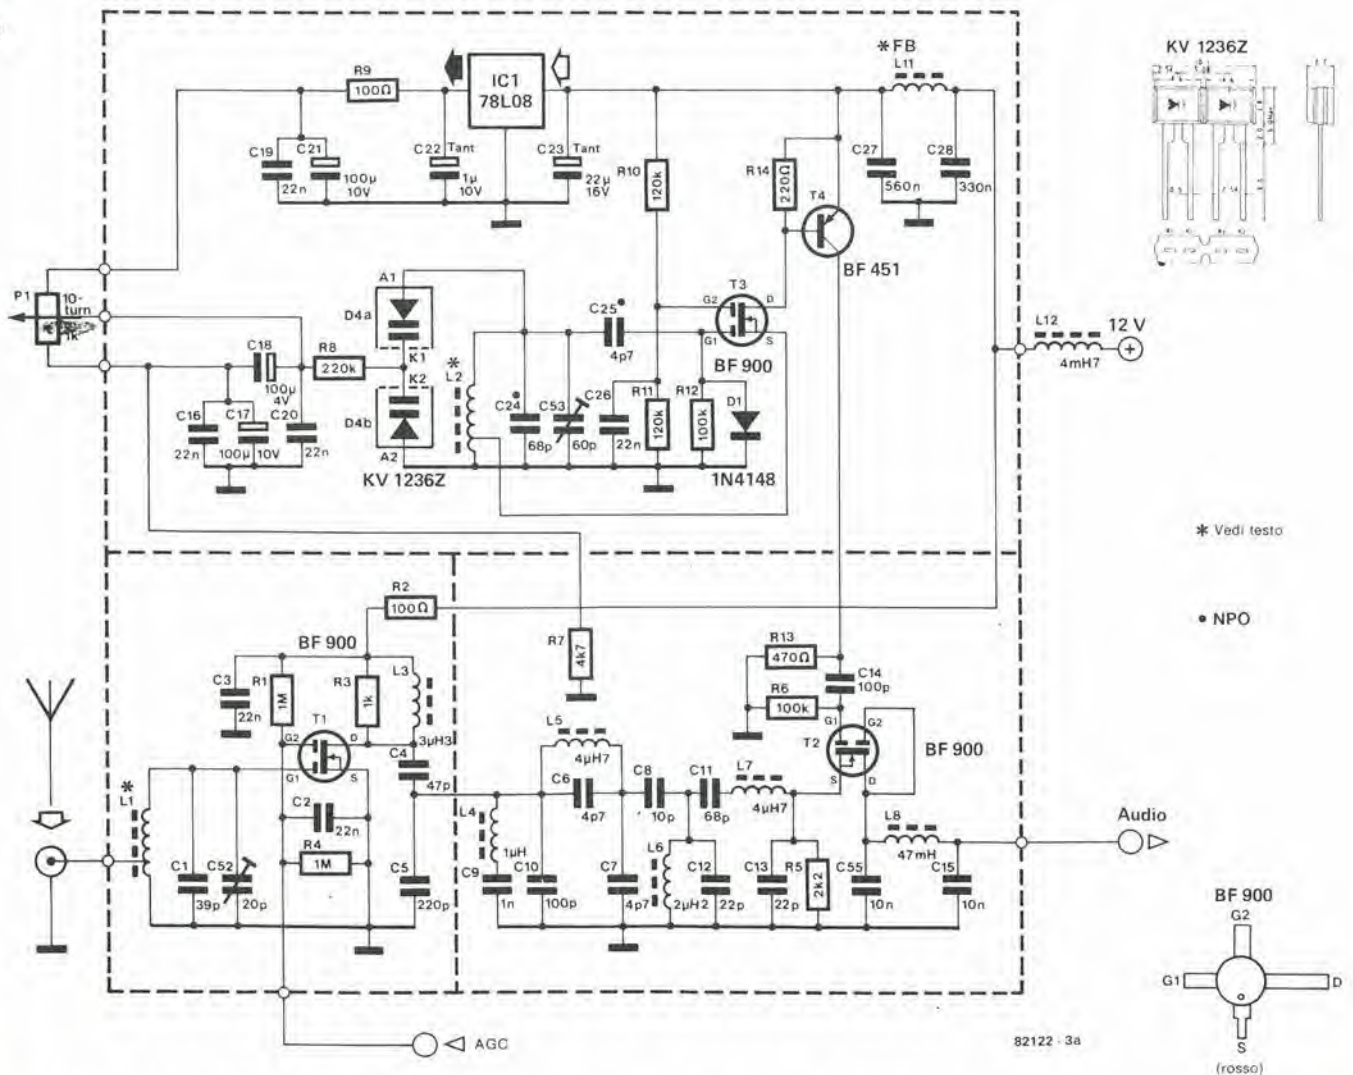 *FB
L11
KV 1236Z
R9
100Ω
IC1
78L08
C19
22n
C21
100µ
10V
C22
Tant
1µ
10V
C23
Tant
22µ
16V
R10
120k
R14
220Ω
T4
BF 451
C27
560n
C28
330n
P1
10-
turn
1k
A1
D4a
K1
K2
D4b
A2
KV 1236Z
C18
100µ
4V
R8
220k
C16
22n
C17
100µ
10V
C20
22n
*
L2
C24
68p
C53
60p
C25
4p7
C26
22n
R11
120k
R12
100k
D1
1N4148
T3
G2
G1
D
S
BF 900
L12
4mH7
12 V
* Vedi testo
• NPO
R2
100Ω
BF 900
C3
22n
R1
1M
R3
1k
L3
3µH3
T1
G2
G1
D
S
C4
47p
C2
22n
R4
1M
*
L1
C1
39p
C52
20p
C5
220p
R7
4k7
L5
4µH7
C6
4p7
L4
1µH
C9
1n
C10
100p
C7
4p7
C8
10p
C11
68p
L6
2µH2
C12
22p
L7
4µH7
C13
22p
R5
2k2
R13
470Ω
R6
100k
C14
100p
G1
G2
T2
S
D
BF 900
L8
47mH
C55
10n
C15
10n
Audio
AGC
82122 - 3a
BF 900
G2
G1
D
S
(rosso)